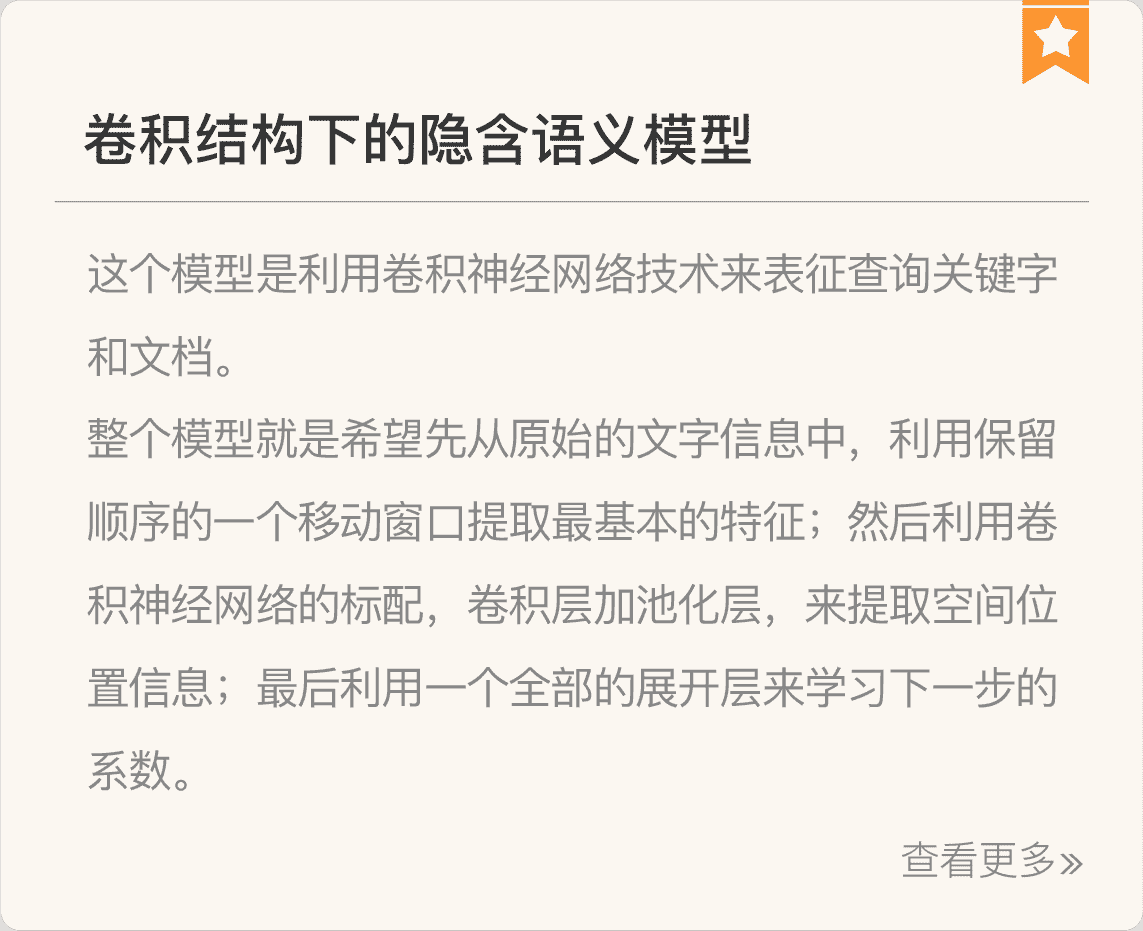 卷积结构下的隐含语义模型
这个模型是利用卷积神经网络技术来表征查询关键字
和文档。
整个模型就是希望先从原始的文字信息中，利用保留
顺序的一个移动窗口提取最基本的特征；然后利用卷
积神经网络的标配，卷积层加池化层，来提取空间位
置信息；最后利用一个全部的展开层来学习下一步的
系数。
查看更多»